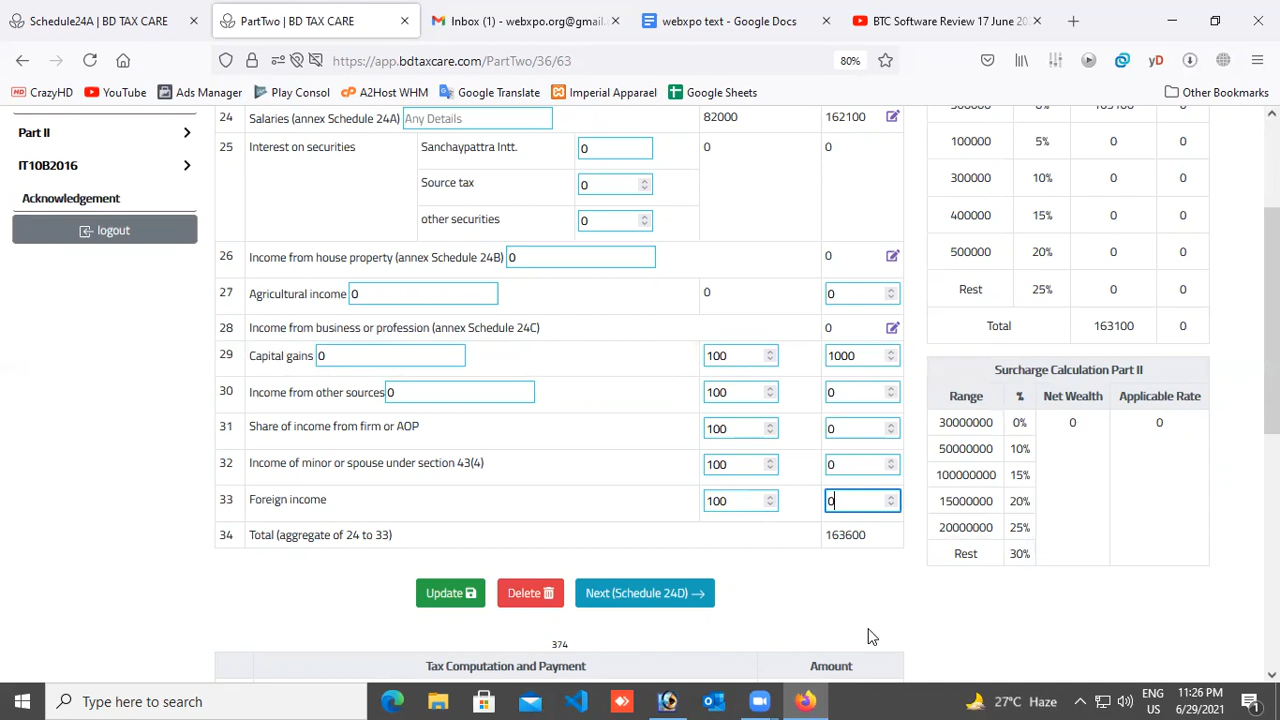 Schedule24A | BD TAX CARE
PartTwo | BD TAX CARE
Inbox (1) - webxpo.org@gmail.
webxpo text - Google Docs
BTC Software Review 17 June 202
https://app.bdtaxcare.com/PartTwo/36/63
80%
yD
HD CrazyHD
YouTube
Ads Manager
Play Consol
cP A2Host WHM
Google Translate
Imperial Apparael
Google Sheets
Other Bookmarks
Part II
IT10B2016
Acknowledgement
logout
24 Salaries (annex Schedule 24A) Any Details 82000 162100
25 Interest on securities Sanchaypattra Intt. 0 0 0
Source tax 0
other securities 0
26 Income from house property (annex Schedule 24B) 0 0
27 Agricultural income 0 0 0
28 Income from business or profession (annex Schedule 24C) 0
29 Capital gains 0 100 1000
30 Income from other sources 0 100 0
31 Share of income from firm or AOP 100 0
32 Income of minor or spouse under section 43(4) 100 0
33 Foreign income 100 0
34 Total (aggregate of 24 to 33) 163600
Update
Delete
Next (Schedule 24D)
374
Tax Computation and Payment Amount
100000 5% 0 0
300000 10% 0 0
400000 15% 0 0
500000 20% 0 0
Rest 25% 0 0
Total 163100 0
Surcharge Calculation Part II
Range % Net Wealth Applicable Rate
30000000 0% 0 0
50000000 10%
100000000 15%
15000000 20%
20000000 25%
Rest 30%
Type here to search
27°C Haze
ENG
US
11:26 PM
6/29/2021
1